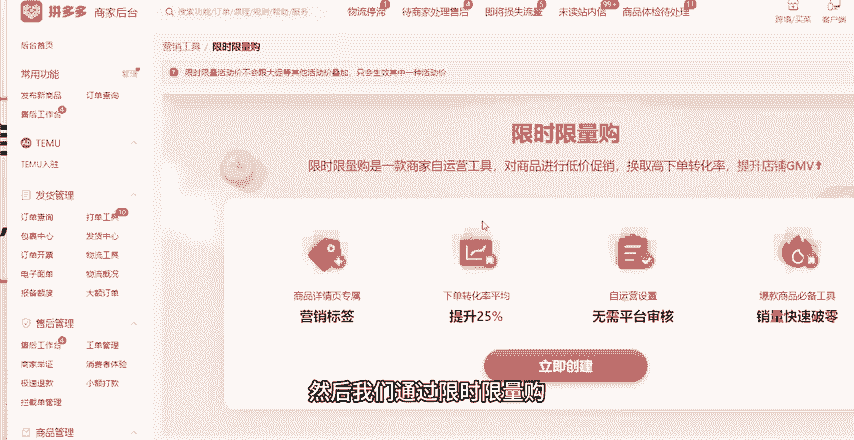 拼多多 商家后台
搜索功能/订单/课程/规则/帮助/服务
物流停滞 1
待商家处理售后 4
即将损失流量 5
未读站内信 99+
商品体检待处理 11
跨境/买菜
客户端
后台首页
营销工具 / 限时限量购
限时限量活动价不会跟大促等其他活动价叠加，只会生效其中一种活动价
常用功能
管理
发布新商品 订单查询
售后工作台 4
TEMU
TEMU入驻
发货管理
订单查询 打单工具 10
包裹中心 发货中心
订单开票 物流工具
电子面单 物流概况
报备数据 大额订单
售后管理
售后工作台 4 工单管理
商家举证 消费者体验
极速退款 小额打款
拦截单管理
商品管理
限时限量购
限时限量购是一款商家自运营工具，对商品进行低价促销，换取高下单转化率，提升店铺GMV
商品详情页专属
营销标签
下单转化率平均
提升25%
自运营设置
无需平台审核
爆款商品必备工具
销量快速破零
立即创建
然后我们通过限时限量购